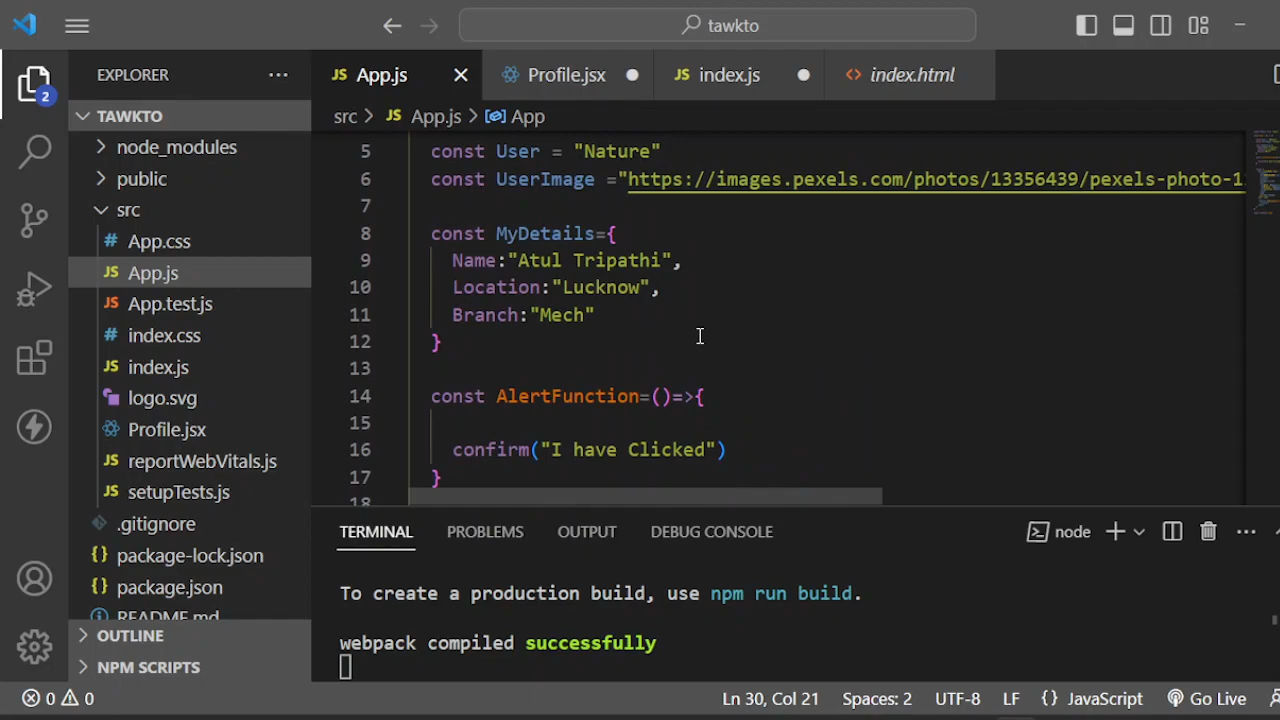 tawkto
EXPLORER
App.js
Profile.jsx
index.js
index.html
2
TAWKTO
src
App.js
App
node_modules
public
src
App.css
App.js
App.test.js
index.css
index.js
logo.svg
Profile.jsx
reportWebVitals.js
setupTests.js
.gitignore
package-lock.json
package.json
README.md
OUTLINE
NPM SCRIPTS
5 const User = "Nature"
6 const UserImage ="https://images.pexels.com/photos/13356439/pexels-photo-1
7
8 const MyDetails={
9 Name:"Atul Tripathi",
10 Location:"Lucknow",
11 Branch:"Mech"
12 }
13
14 const AlertFunction=()=>{
15
16 confirm("I have Clicked")
17 }
18
TERMINAL PROBLEMS OUTPUT DEBUG CONSOLE node
To create a production build, use npm run build.
webpack compiled successfully
0 0 Ln 30, Col 21 Spaces: 2 UTF-8 LF {} JavaScript Go Live